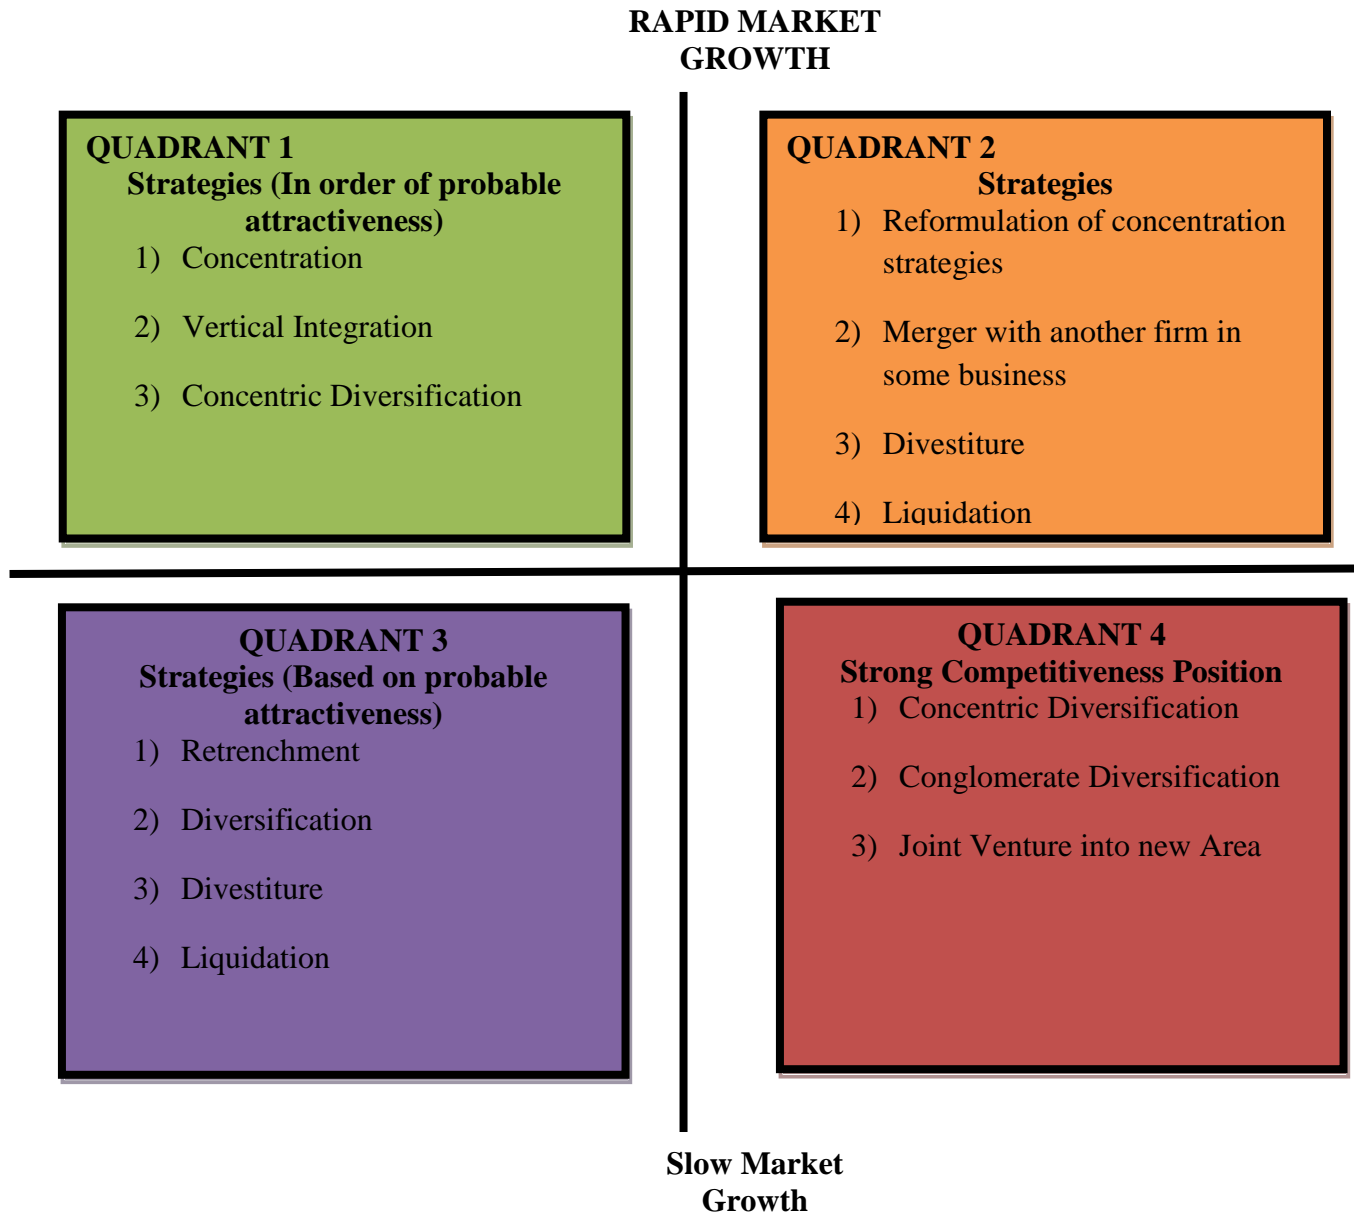 RAPID MARKET
GROWTH
QUADRANT 1
Strategies (In order of probable
attractiveness)
1) Concentration
2) Vertical Integration
3) Concentric Diversification
QUADRANT 2
Strategies
1) Reformulation of concentration
strategies
2) Merger with another firm in
some business
3) Divestiture
4) Liquidation
QUADRANT 3
Strategies (Based on probable
attractiveness)
1) Retrenchment
2) Diversification
3) Divestiture
4) Liquidation
QUADRANT 4
Strong Competitiveness Position
1) Concentric Diversification
2) Conglomerate Diversification
3) Joint Venture into new Area
Slow Market
Growth